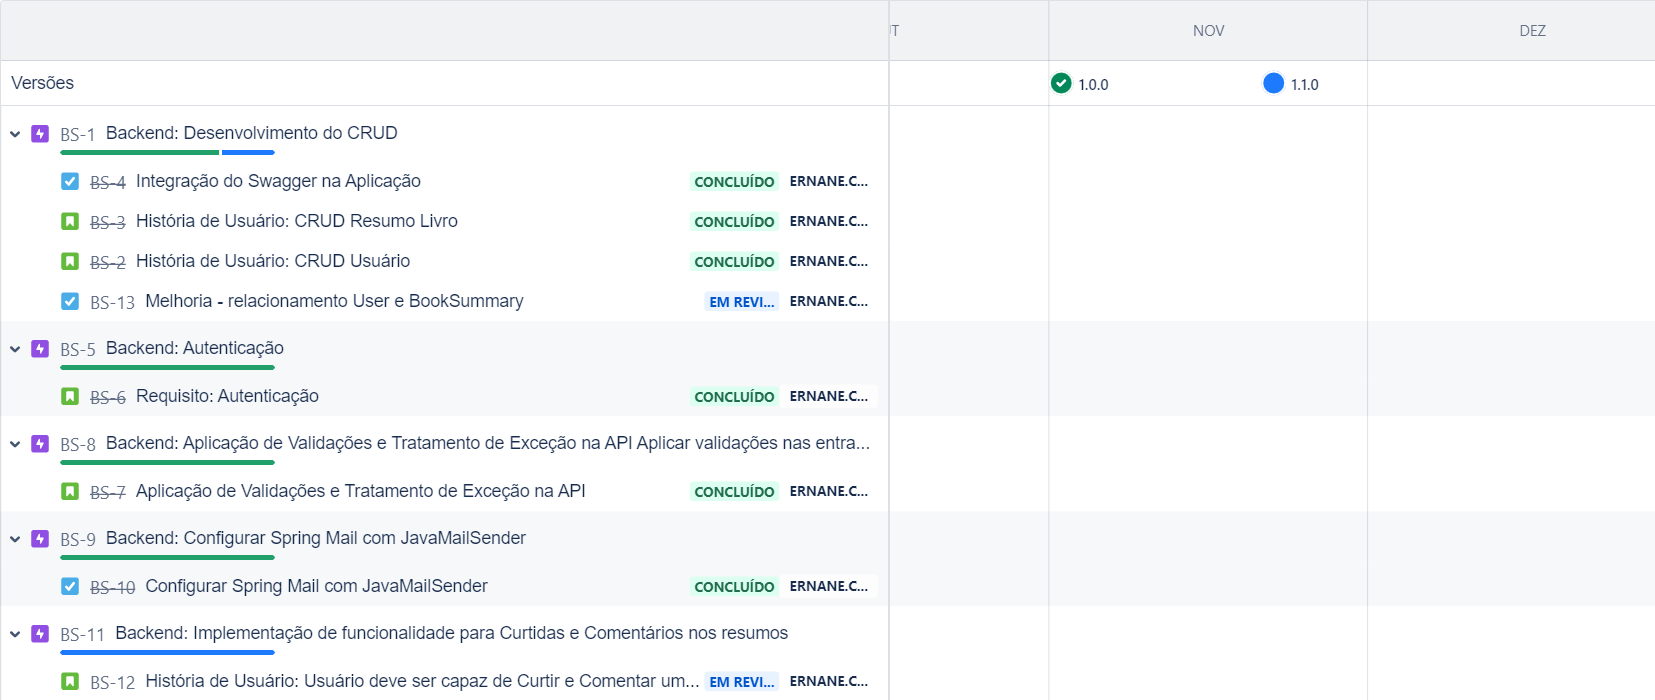 UT NOV DEZ
Versões 1.0.0 1.1.0
BS-1 Backend: Desenvolvimento do CRUD
BS-4 Integração do Swagger na Aplicação CONCLUÍDO ERNANE.C...
BS-3 História de Usuário: CRUD Resumo Livro CONCLUÍDO ERNANE.C...
BS-2 História de Usuário: CRUD Usuário CONCLUÍDO ERNANE.C...
BS-13 Melhoria - relacionamento User e BookSummary EM REVI... ERNANE.C...
BS-5 Backend: Autenticação
BS-6 Requisito: Autenticação CONCLUÍDO ERNANE.C...
BS-8 Backend: Aplicação de Validações e Tratamento de Exceção na API Aplicar validações nas entra...
BS-7 Aplicação de Validações e Tratamento de Exceção na API CONCLUÍDO ERNANE.C...
BS-9 Backend: Configurar Spring Mail com JavaMailSender
BS-10 Configurar Spring Mail com JavaMailSender CONCLUÍDO ERNANE.C...
BS-11 Backend: Implementação de funcionalidade para Curtidas e Comentários nos resumos
BS-12 História de Usuário: Usuário deve ser capaz de Curtir e Comentar um... EM REVI... ERNANE.C...